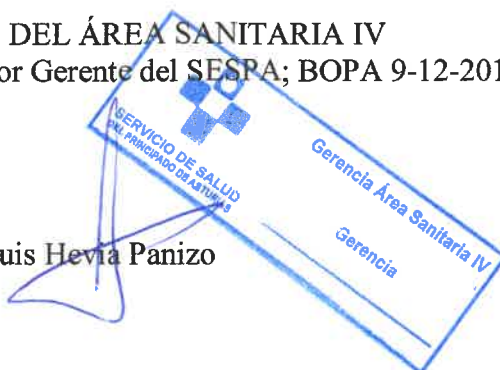 DEL ÁREA SANITARIA IV
or Gerente del SESPA; BOPA 9-12-201
SERVICIO DE SALUD
DEL PRINCIPADO DE ASTURIAS
Gerencia Área Sanitaria IV
Gerencia
uis Hevia Panizo